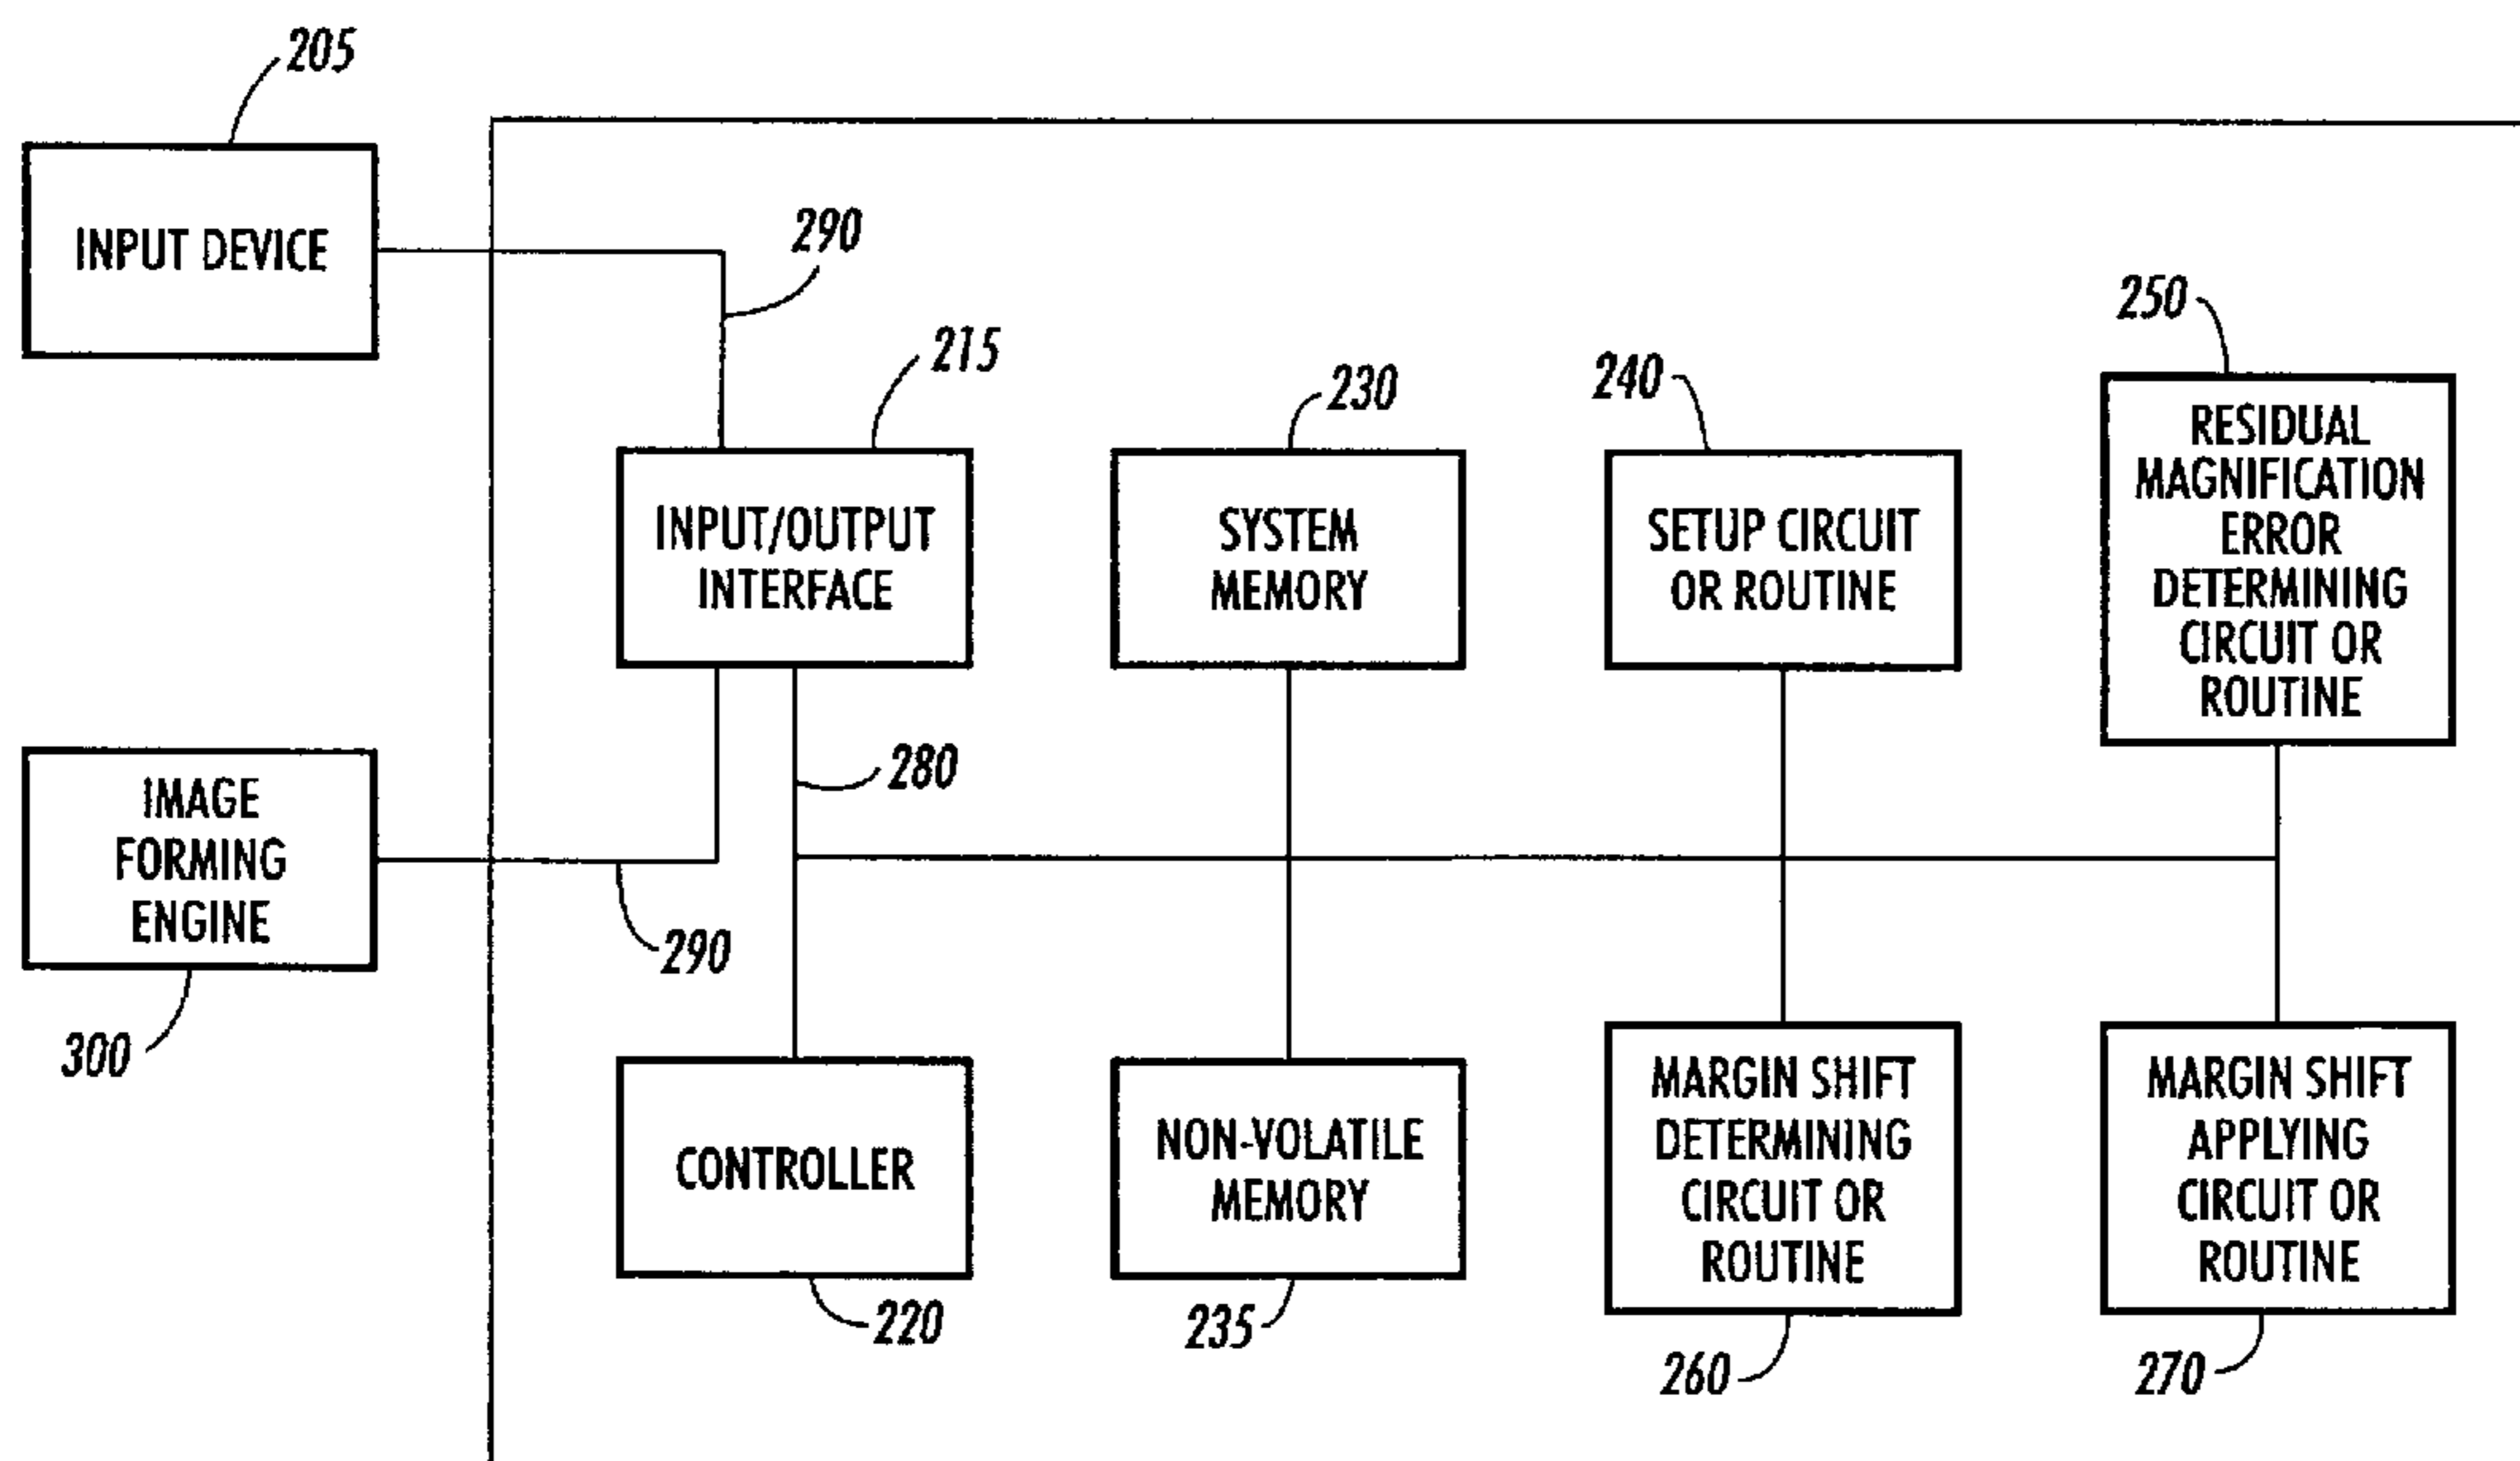 205
INPUT DEVICE
290
215
INPUT/OUTPUT
INTERFACE
230
SYSTEM
MEMORY
240
SETUP CIRCUIT
OR ROUTINE
250
RESIDUAL
MAGNIFICATION
ERROR
DETERMINING
CIRCUIT OR
ROUTINE
IMAGE
FORMING
ENGINE
300
280
290
CONTROLLER
220
NON-VOLATILE
MEMORY
235
MARGIN SHIFT
DETERMINING
CIRCUIT OR
ROUTINE
260
MARGIN SHIFT
APPLYING
CIRCUIT OR
ROUTINE
270